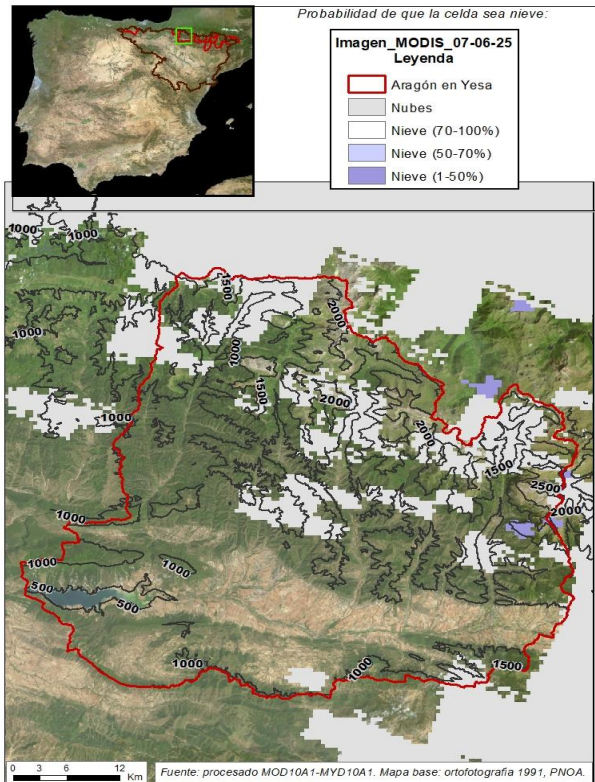 Probabilidad de que la celda sea nieve:
Imagen_MODIS_07-06-25
Leyenda
Aragón en Yesa
Nubes
Nieve (70-100%)
Nieve (50-70%)
Nieve (1-50%)
1000
1000
1500
1000
2000
1000
1500
2000
1000
2000
1500
2500
2000
1000
1000
1000
500
500
1000
1000
1500
0 3 6 12
Km
Fuente: procesado MOD10A1-MYD10A1. Mapa base: orofotografia 1991, PNOA.